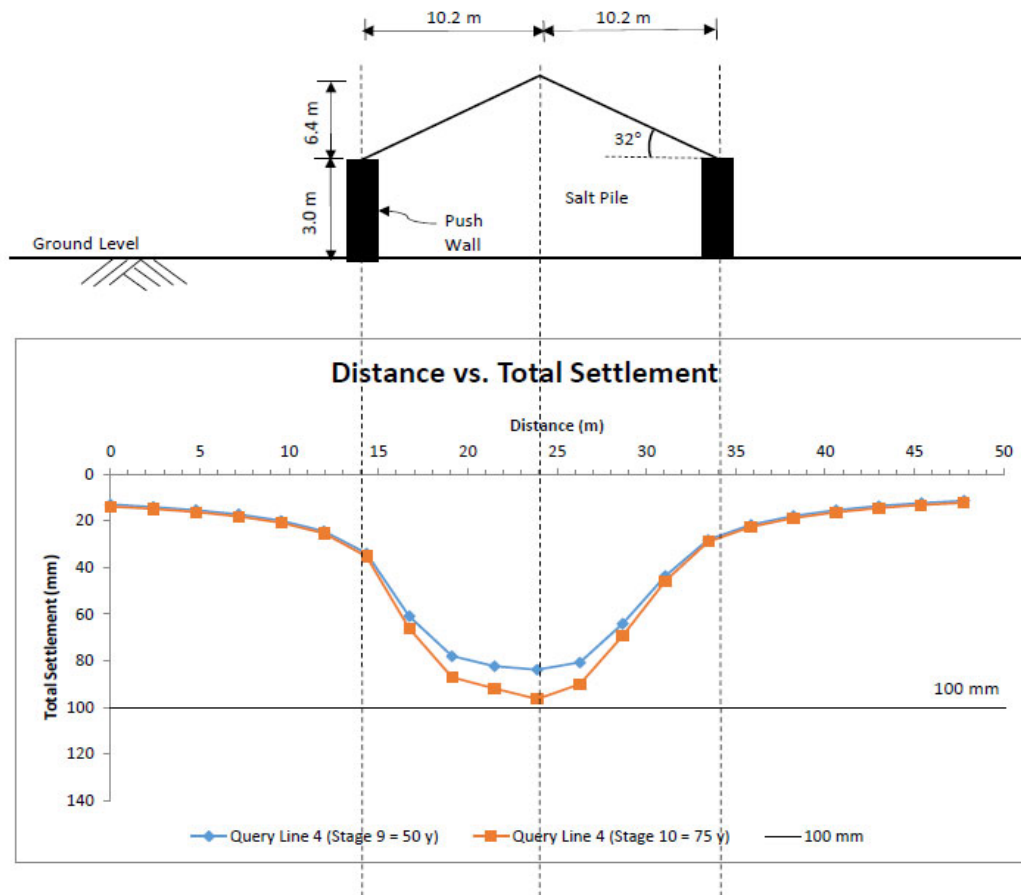 10.2 m 10.2 m
6.4 m
32°
3.0 m
Salt Pile
Push
Wall
Ground Level
Distance vs. Total Settlement
Distance (m)
0 5 10 15 20 25 30 35 40 45 50
Total Settlement (mm)
0
20
40
60
80
100
120
140
100 mm
Query Line 4 (Stage 9 = 50 y) Query Line 4 (Stage 10 = 75 y) 100 mm